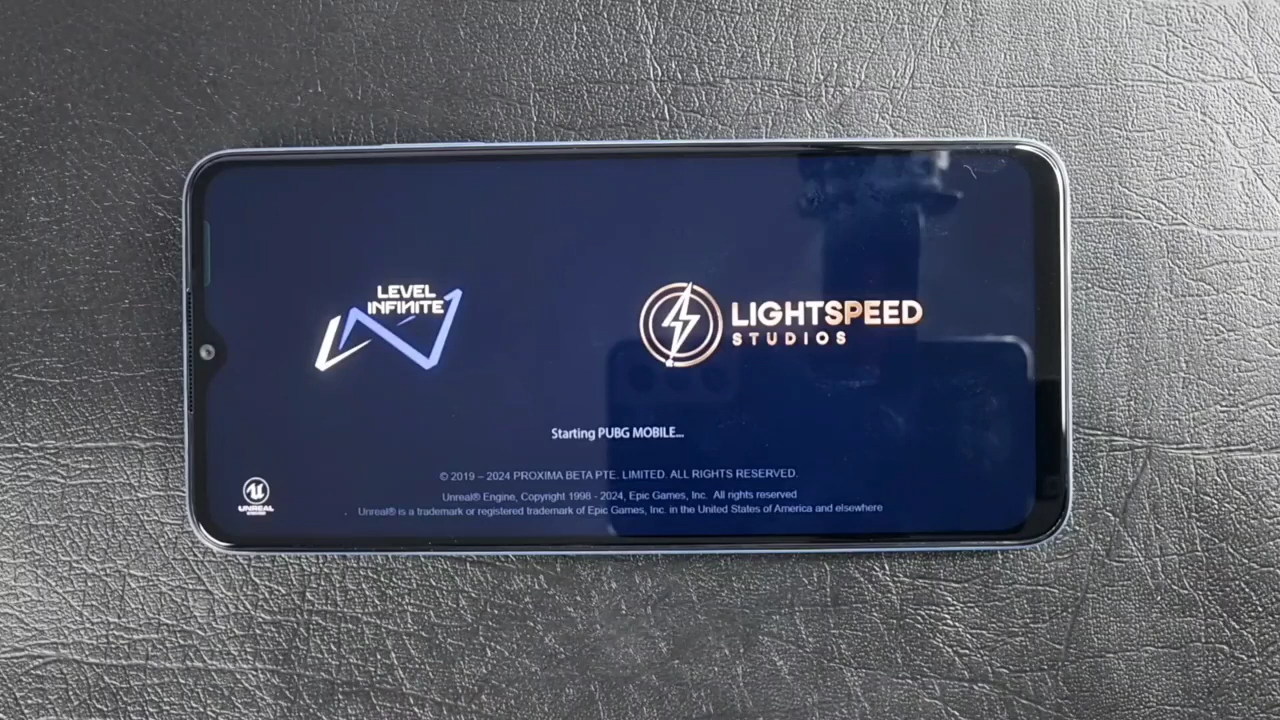 LEVEL
INFINITE
LIGHTSPEED
STUDIOS
Starting PUBG MOBILE...
© 2019 – 2024 PROXIMA BETA PTE. LIMITED. ALL RIGHTS RESERVED.
Unreal® Engine, Copyright 1998 - 2024, Epic Games, Inc. All rights reserved
Unreal® is a trademark or registered trademark of Epic Games, Inc. in the United States of America and elsewhere
UNREAL